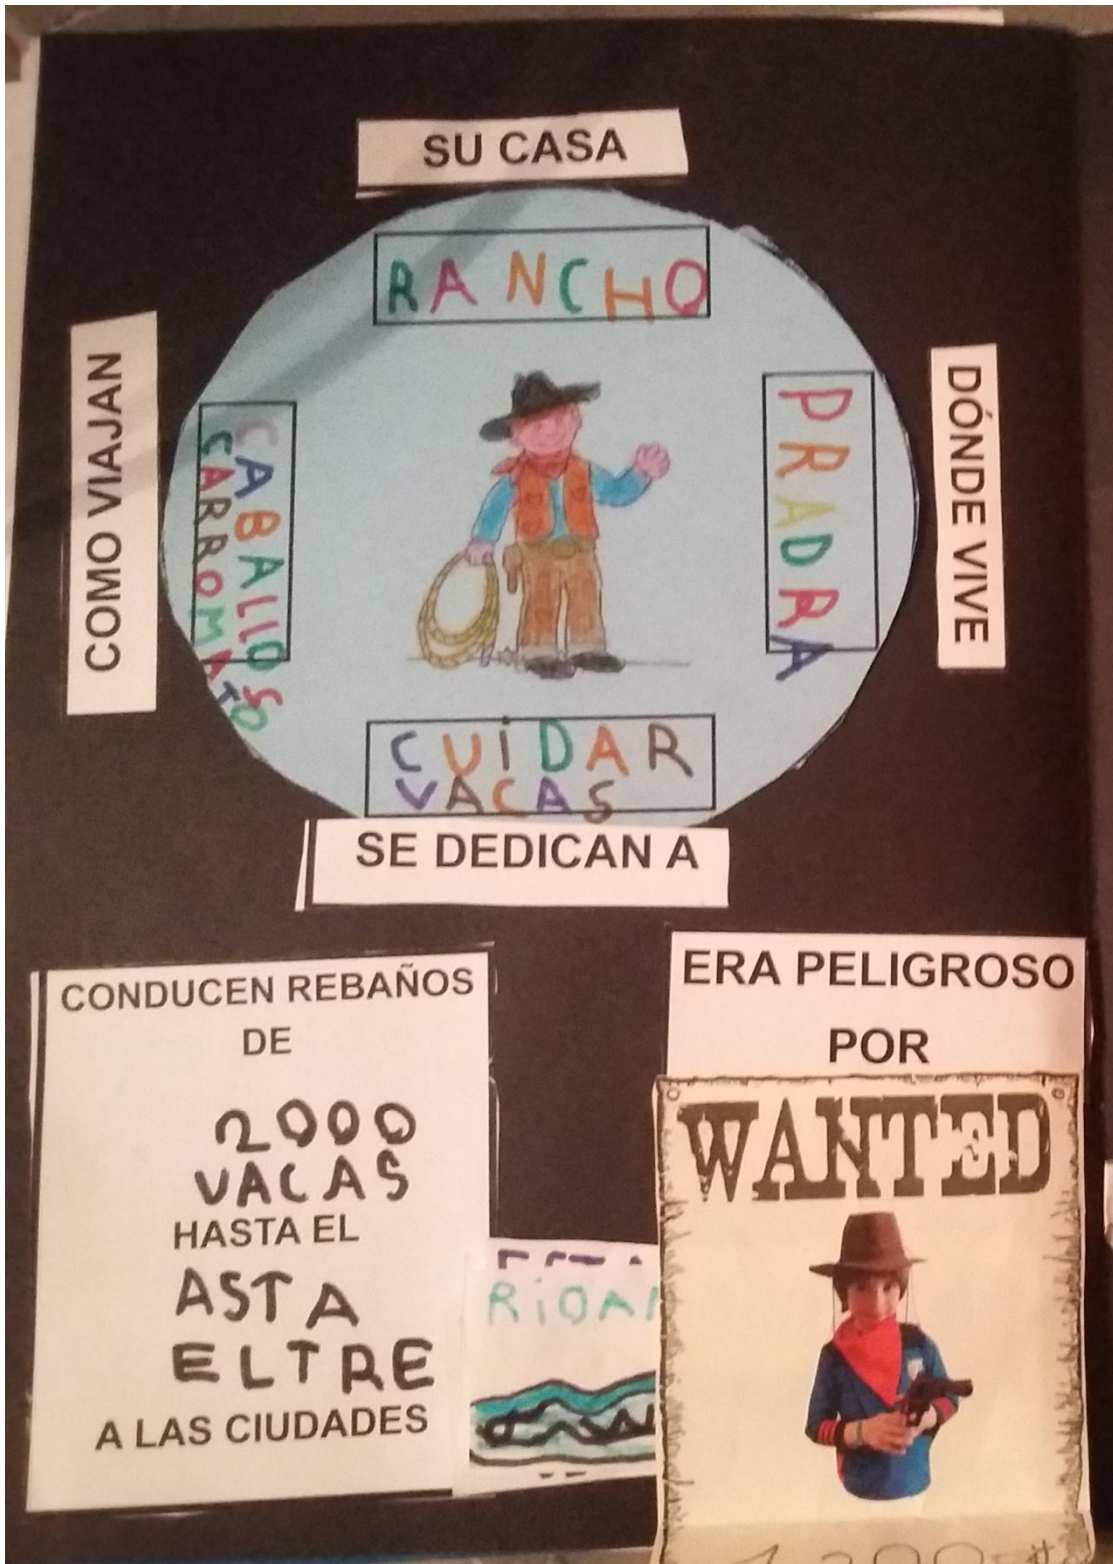 SU CASA
RANCHO
COMO VIAJAN
CABALLOS
CARROMATO
PRADRA
DÓNDE VIVE
CUIDAR
VACAS
SE DEDICAN A
CONDUCEN REBAÑOS
DE
2000
VACAS
HASTA EL
ASTA
ELTRE
A LAS CIUDADES
ERA PELIGROSO
POR
WANTED
RIOA